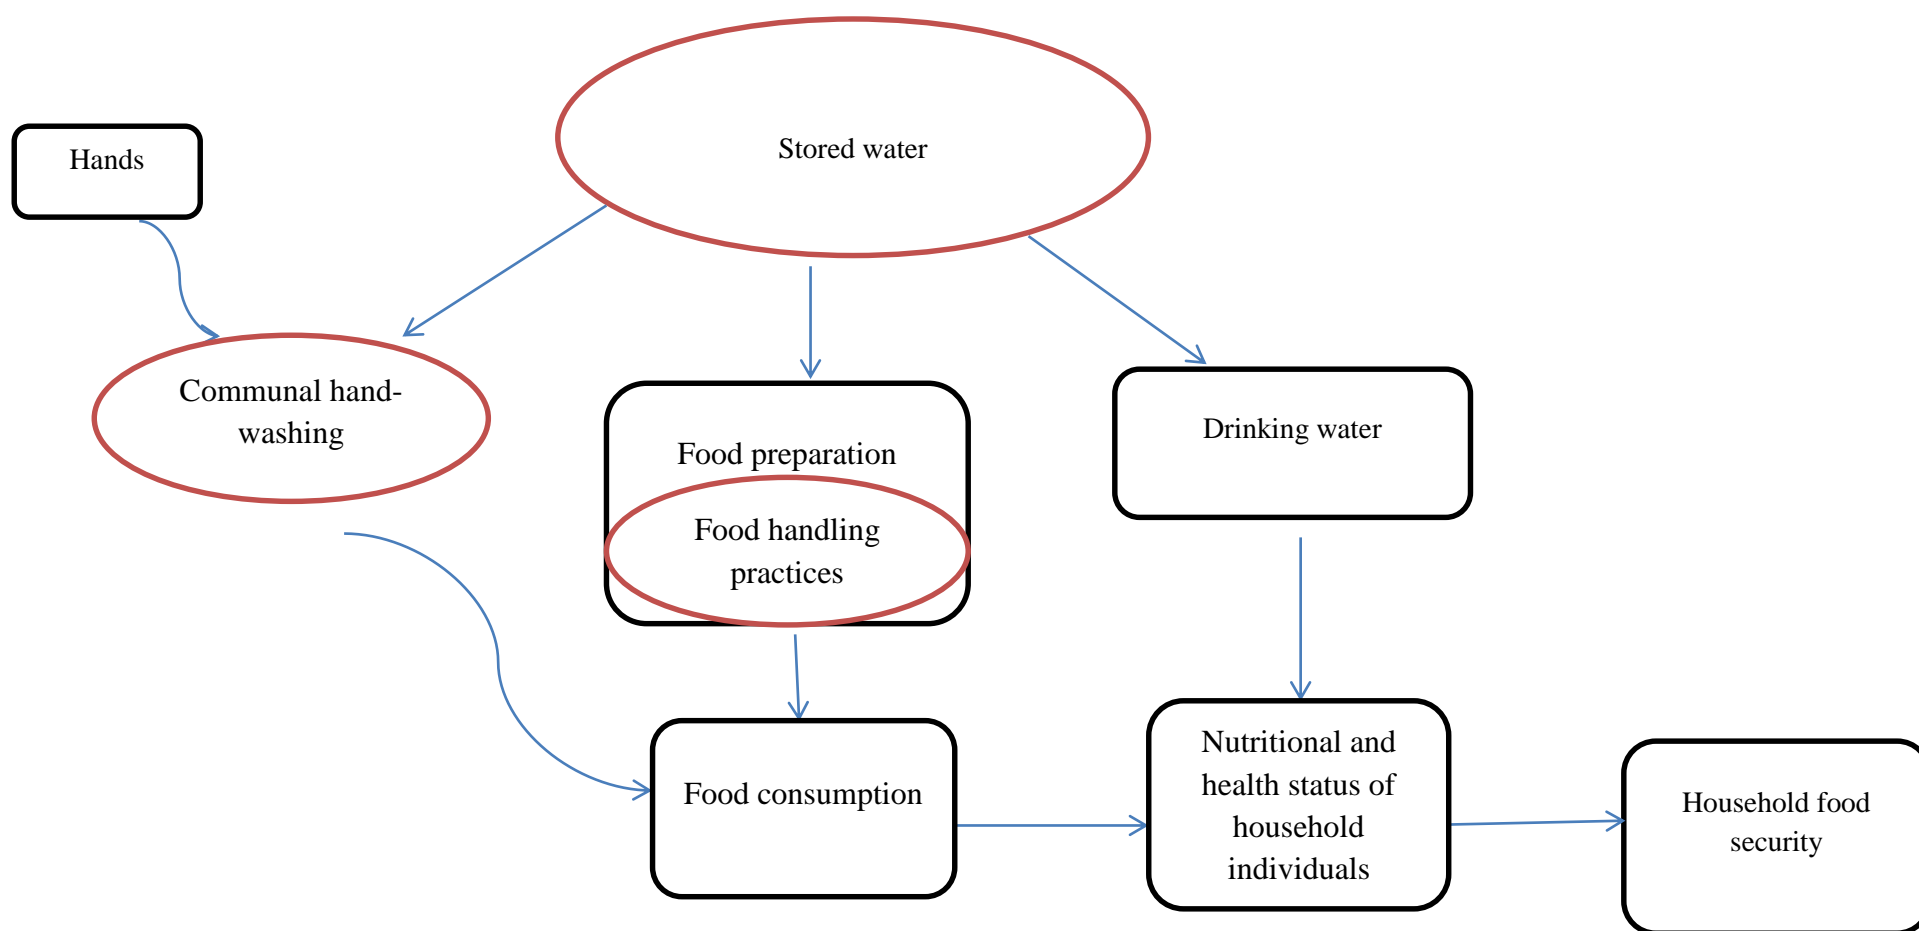 Stored water
Hands
Communal hand-
washing
Food preparation
Food handling
practices
Drinking water
Food consumption
Nutritional and
health status of
household
individuals
Household food
security